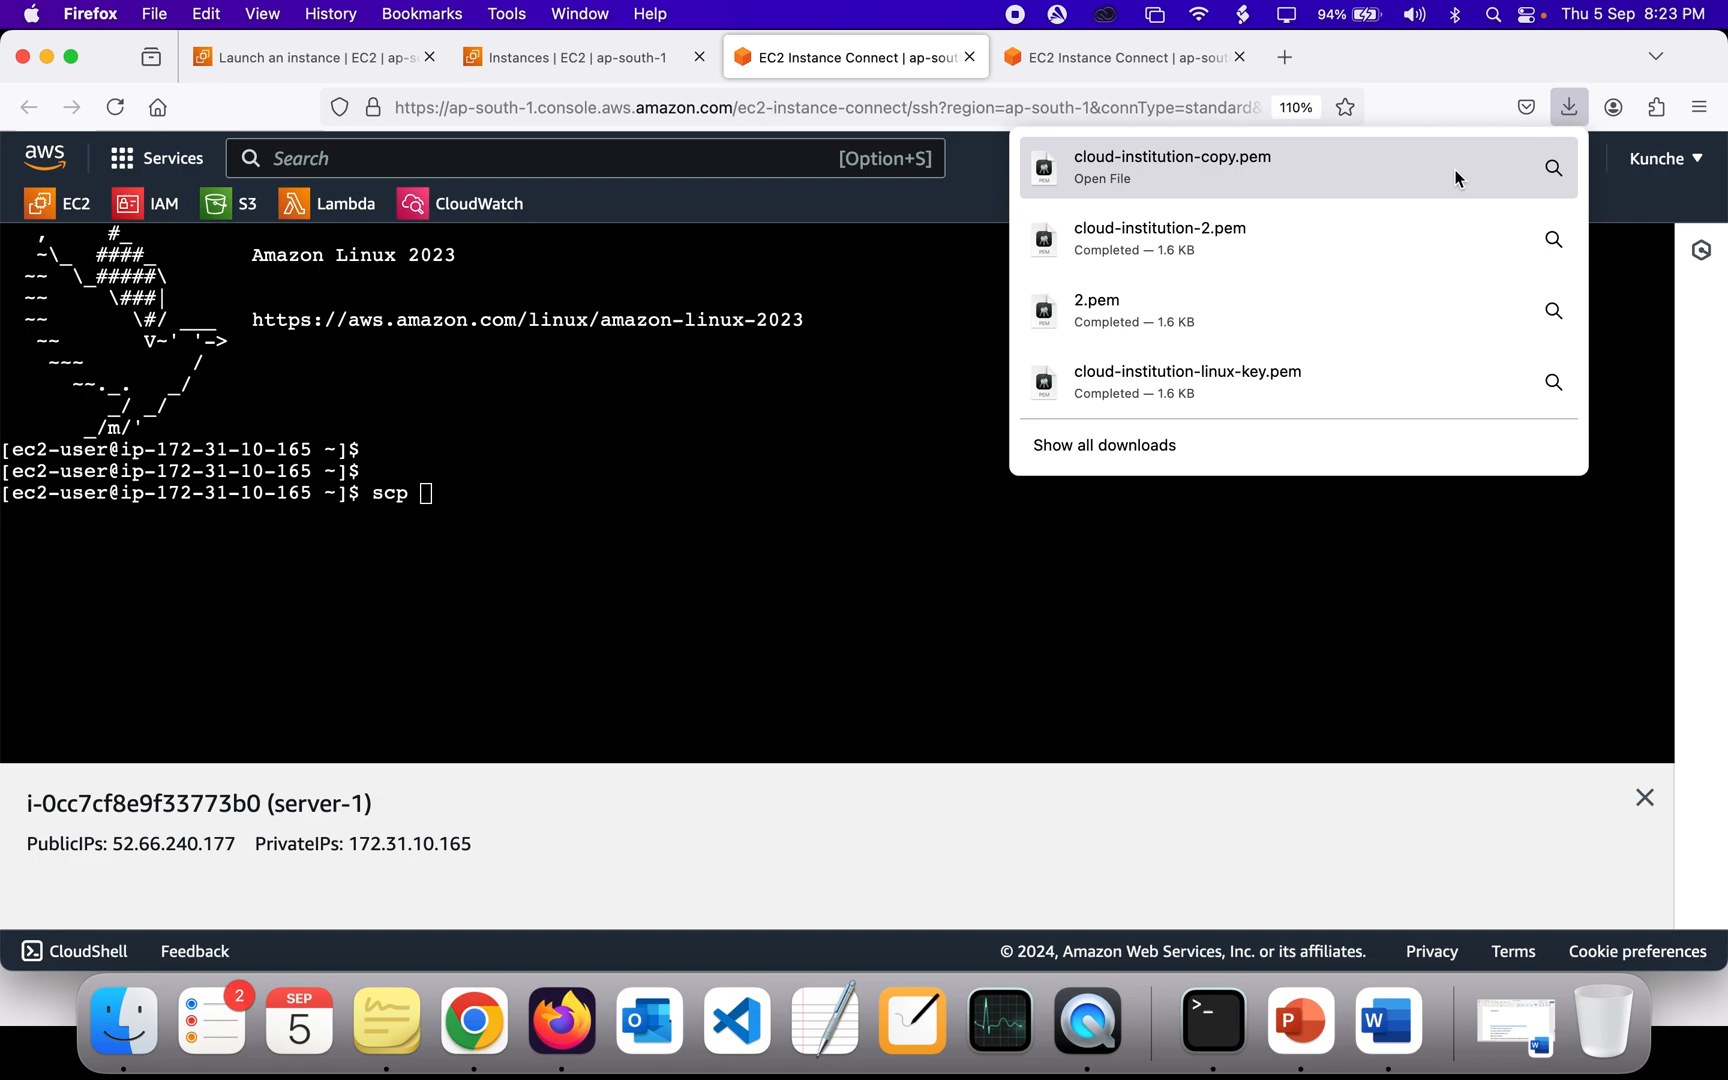 Firefox File Edit View History Bookmarks Tools Window Help 94% Thu 5 Sep 8:23 PM
Launch an instance | EC2 | ap-s Instances | EC2 | ap-south-1 EC2 Instance Connect | ap-sout EC2 Instance Connect | ap-sout
https://ap-south-1.console.aws.amazon.com/ec2-instance-connect/ssh?region=ap-south-1&connType=standard& 110%
aws Services Search [Option+S] Kunche
EC2 IAM S3 Lambda CloudWatch
cloud-institution-copy.pem
Open File
cloud-institution-2.pem
Completed — 1.6 KB
2.pem
Completed — 1.6 KB
cloud-institution-linux-key.pem
Completed — 1.6 KB
Show all downloads
PEM
PEM
PEM
PEM
,     #_
~\_  ####_        Amazon Linux 2023
~~  \_#####\
~~     \###|
~~       \#/ ___   https://aws.amazon.com/linux/amazon-linux-2023
~~       V~' '->
~~~         /
~~._.   _/
_/ _/
_/m/'
[ec2-user@ip-172-31-10-165 ~]$
[ec2-user@ip-172-31-10-165 ~]$
[ec2-user@ip-172-31-10-165 ~]$ scp
i-0cc7cf8e9f33773b0 (server-1)
PublicIPs: 52.66.240.177 PrivateIPs: 172.31.10.165
CloudShell Feedback © 2024, Amazon Web Services, Inc. or its affiliates. Privacy Terms Cookie preferences
2 SEP 5 P W